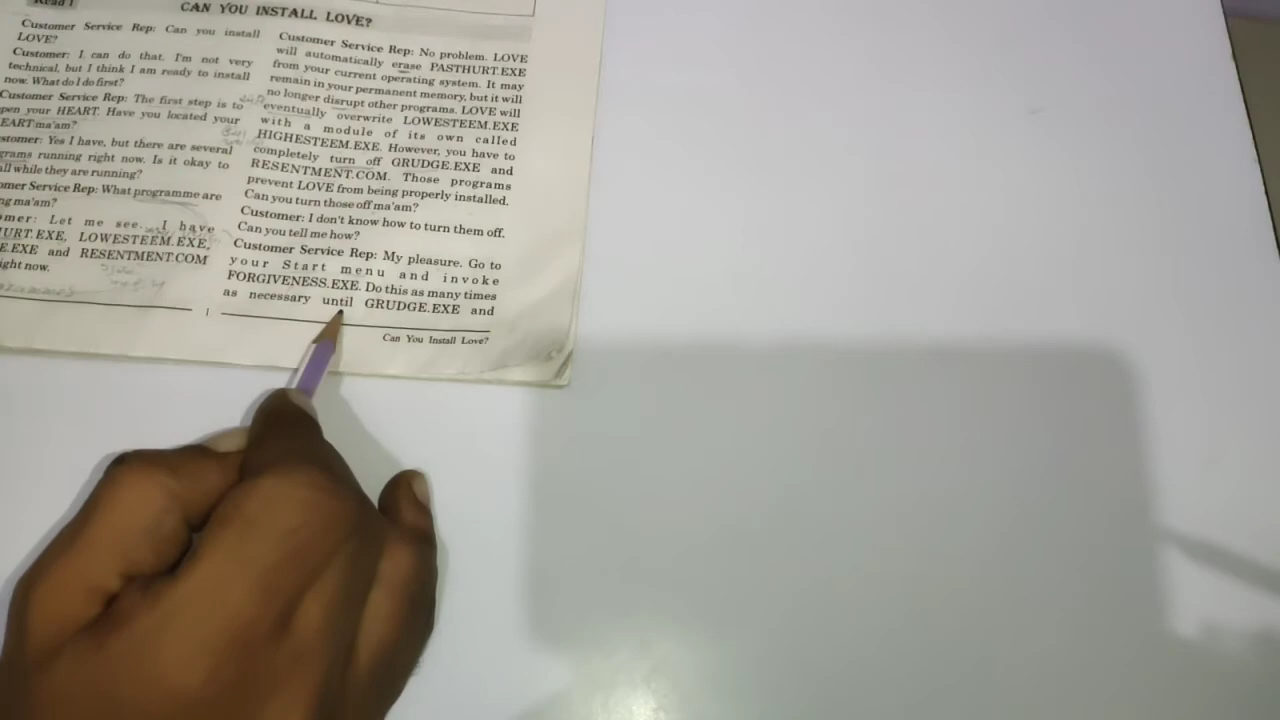 Read 1
CAN YOU INSTALL LOVE?
Customer Service Rep: Can you install
LOVE?
Customer: I can do that. I'm not very
technical, but I think I am ready to install
now. What do I do first?
Customer Service Rep: The first step is to
pen your HEART. Have you located your
EART ma'am?
stomer: Yes I have, but there are several
grams running right now. Is it okay to
all while they are running?
omer Service Rep: What programme are
ng ma'am?
omer: Let me see. I have
HURT.EXE, LOWESTEEM.EXE,
E.EXE and RESENTMENT.COM
ight now.
Customer Service Rep: No problem. LOVE
will automatically erase PASTHURT.EXE
from your current operating system. It may
remain in your permanent memory, but it will
no longer disrupt other programs. LOVE will
eventually overwrite LOWESTEEM.EXE
with a module of its own called
HIGHESTEEM.EXE. However, you have to
completely turn off GRUDGE.EXE and
RESENTMENT.COM. Those programs
prevent LOVE from being properly installed.
Can you turn those off ma'am?
Customer: I don't know how to turn them off.
Can you tell me how?
Customer Service Rep: My pleasure. Go to
your Start menu and invoke
FORGIVENESS.EXE. Do this as many times
as necessary until GRUDGE.EXE and
1
Can You Install Love?